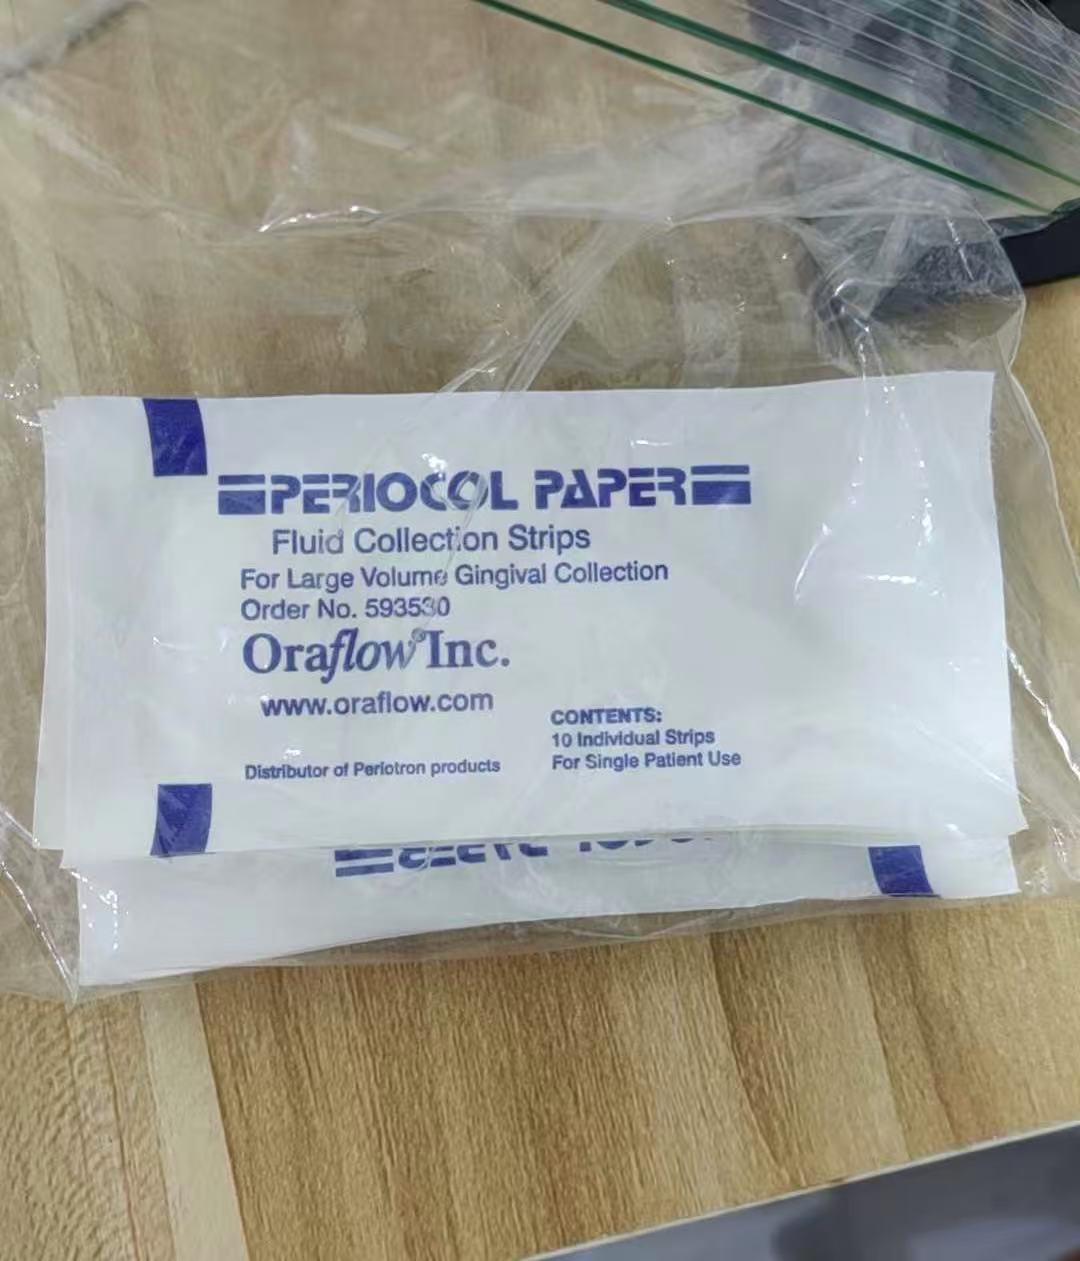 PERIOCOL PAPER
Fluid Collection Strips
For Large Volume Gingival Collection
Order No. 593530
Oraflow® Inc.
www.oraflow.com
CONTENTS:
10 Individual Strips
For Single Patient Use
Distributor of Periotron products